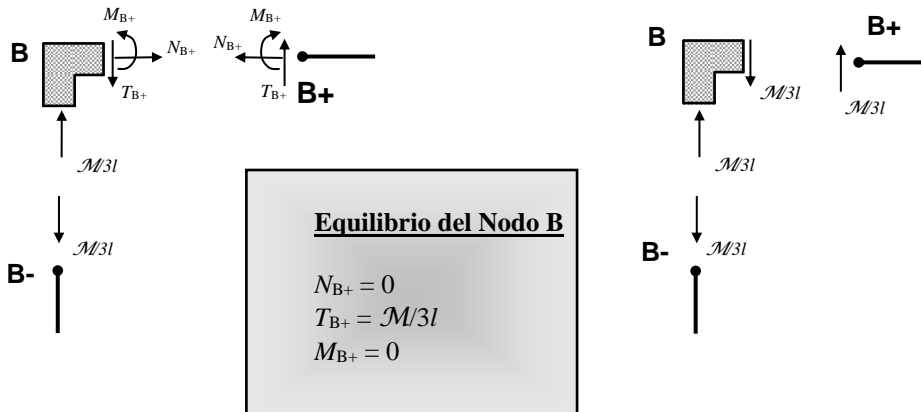 M_B+ M_B+
B N_B+ N_B+
T_B+ T_B+ B+
ℳ/3l
ℳ/3l
B-
Equilibrio del Nodo B
N_B+ = 0
T_B+ = ℳ/3l
M_B+ = 0
B B+
ℳ/3l ℳ/3l
ℳ/3l
ℳ/3l
B-